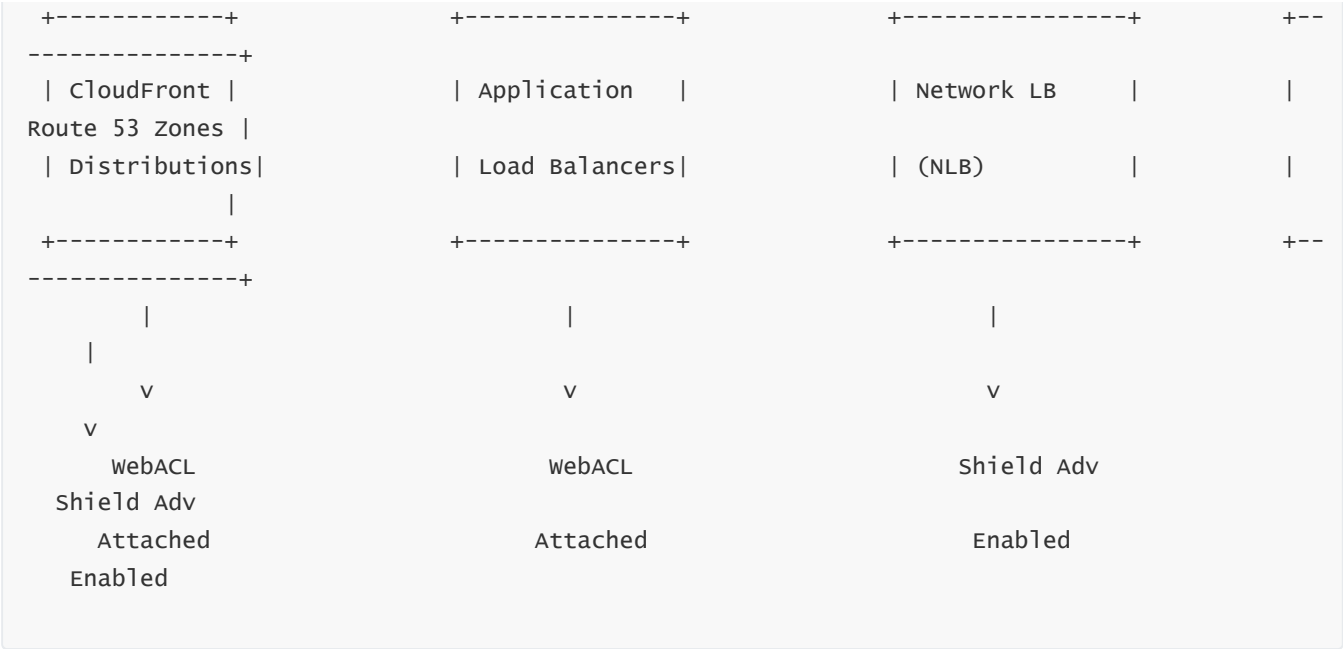 +------------+               +---------------+              +----------------+          +--
---------------+
| CloudFront |               | Application   |              | Network LB     |          |
Route 53 Zones |
| Distributions|             | Load Balancers|              | (NLB)          |          |
               |
+------------+               +---------------+              +----------------+          +--
---------------+
       |                             |                             |
    |
       v                             v                             v
    v
     WebACL                        WebACL                      Shield Adv
  Shield Adv
    Attached                      Attached                      Enabled
   Enabled